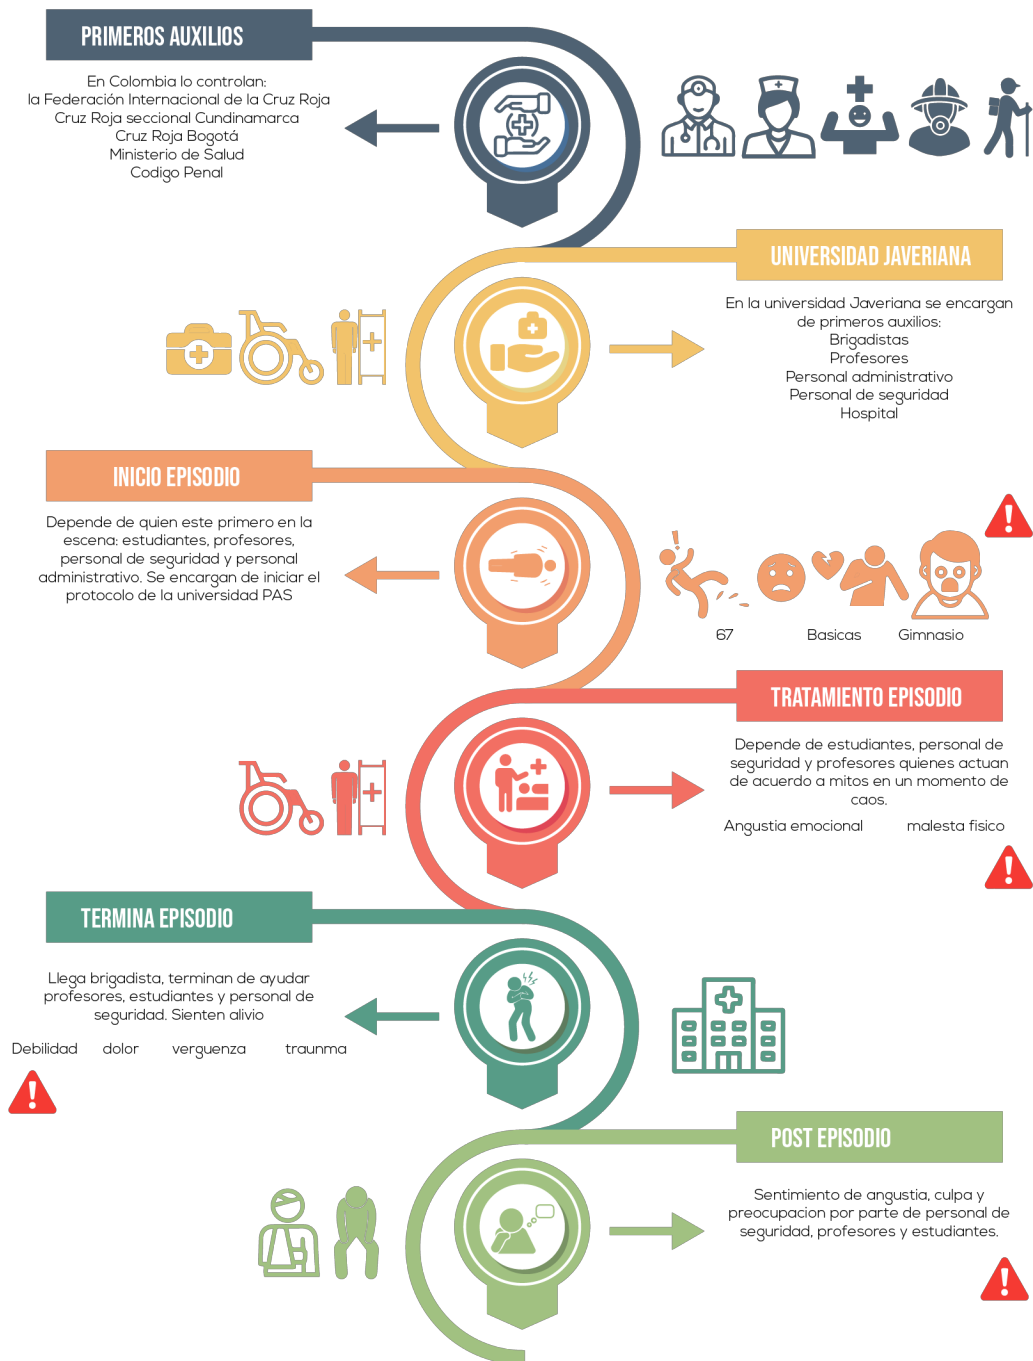 PRIMEROS AUXILIOS
En Colombia lo controlan:
la Federación Internacional de la Cruz Roja
Cruz Roja seccional Cundinamarca
Cruz Roja Bogotá
Ministerio de Salud
Codigo Penal
UNIVERSIDAD JAVERIANA
En la universidad Javeriana se encargan
de primeros auxilios:
Brigadistas
Profesores
Personal administrativo
Personal de seguridad
Hospital
INICIO EPISODIO
Depende de quien este primero en la
escena: estudiantes, profesores,
personal de seguridad y personal
administrativo. Se encargan de iniciar el
protocolo de la universidad PAS
67 Basicas Gimnasio
TRATAMIENTO EPISODIO
Depende de estudiantes, personal de
seguridad y profesores quienes actuan
de acuerdo a mitos en un momento de
caos.
Angustia emocional malesta fisico
TERMINA EPISODIO
Llega brigadista, terminan de ayudar
profesores, estudiantes y personal de
seguridad. Sienten alivio
Debilidad dolor verguenza traunma
POST EPISODIO
Sentimiento de angustia, culpa y
preocupacion por parte de personal de
seguridad, profesores y estudiantes.